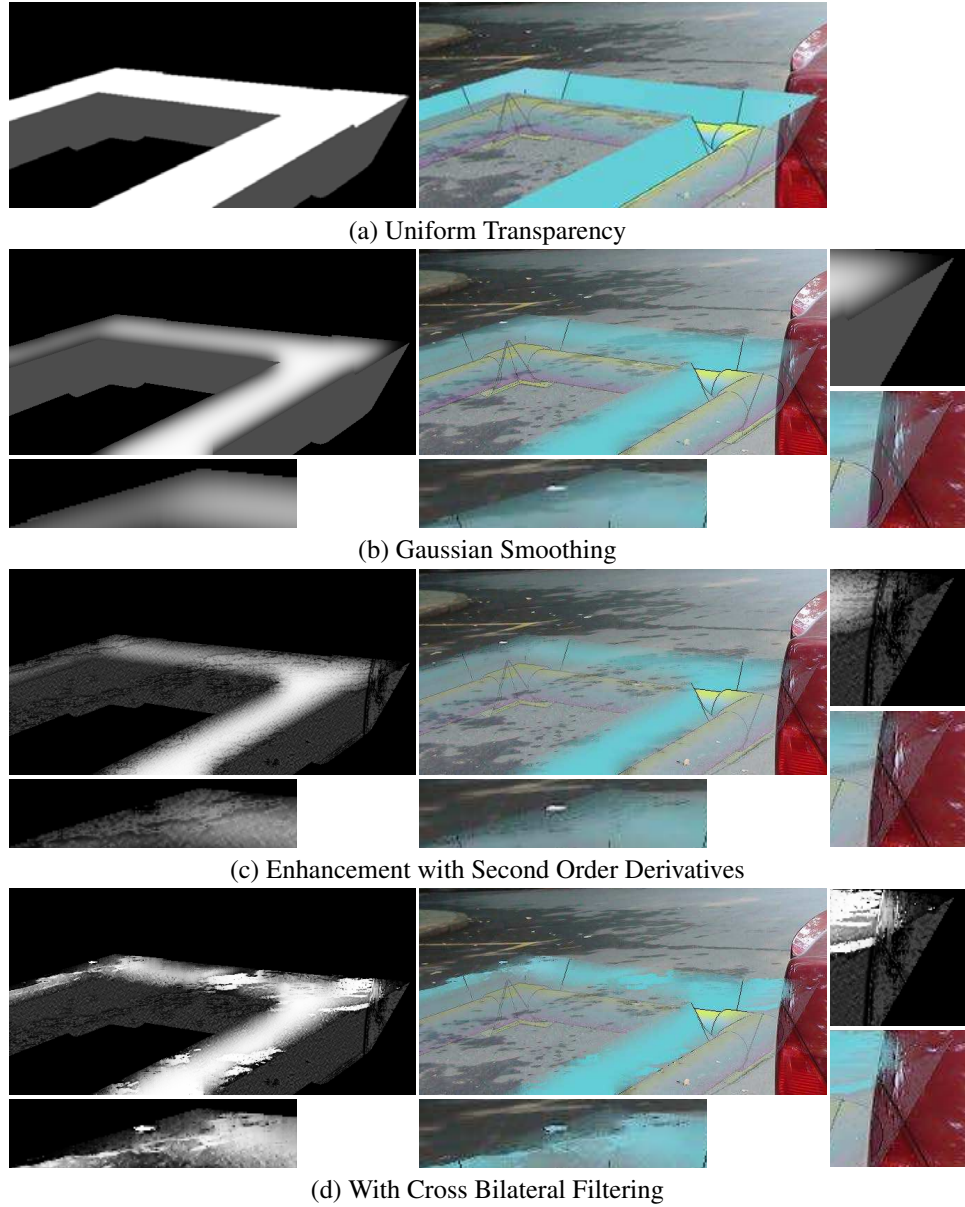 (a) Uniform Transparency
(b) Gaussian Smoothing
(c) Enhancement with Second Order Derivatives
(d) With Cross Bilateral Filtering